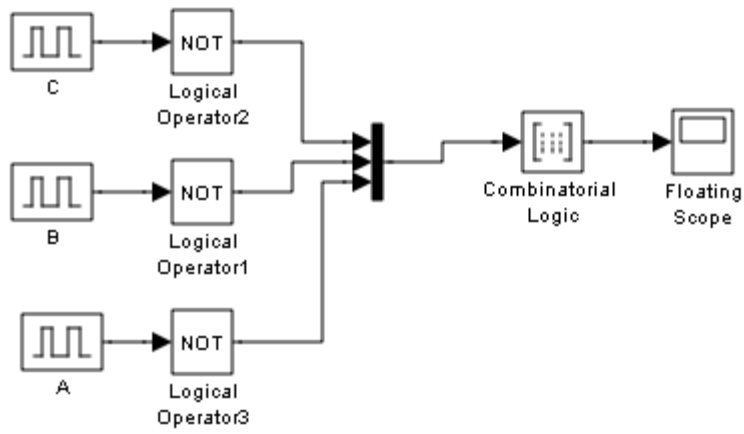 NOT
C
Logical
Operator2
NOT
B
Logical
Operator1
NOT
A
Logical
Operator3
Combinatorial
Logic
Floating
Scope